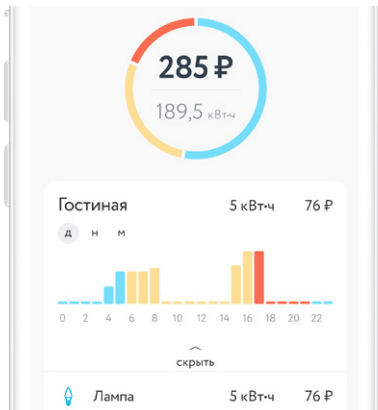 285 ₽
189,5 кВт·ч
Гостиная 5 кВт·ч 76 ₽
д н м
0 2 4 6 8 10 12 14 16 18 20 22
скрыть
Лампа 5 кВт·ч 76 ₽